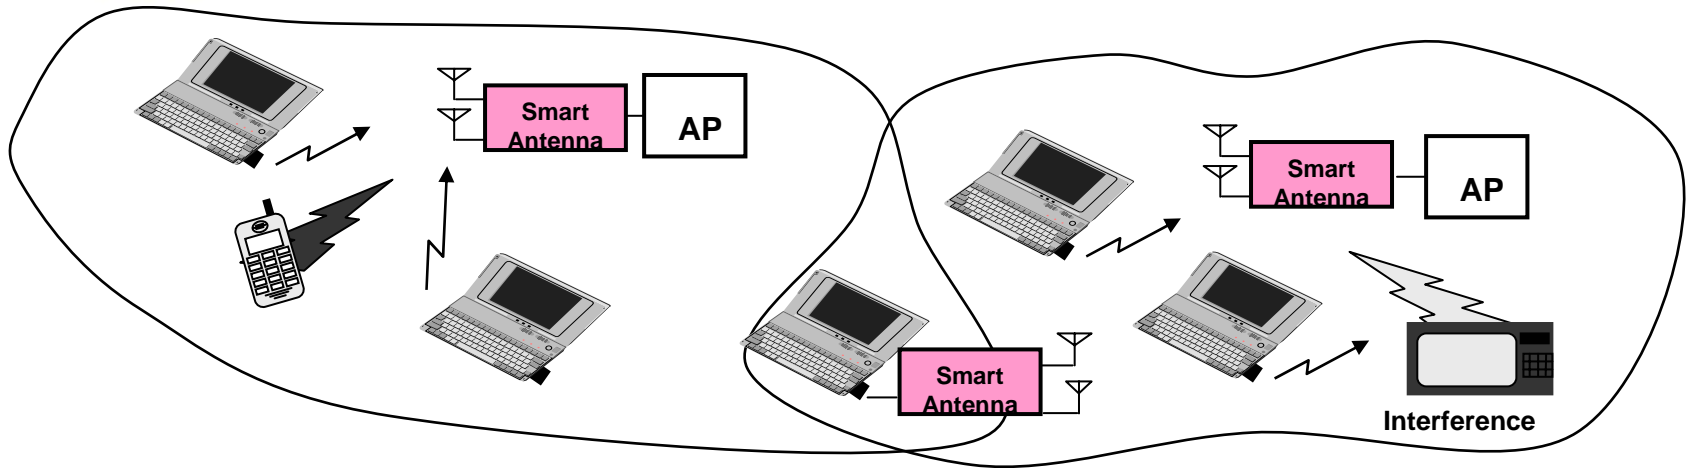 Smart
Antenna
AP
Smart
Antenna
AP
Smart
Antenna
Interference